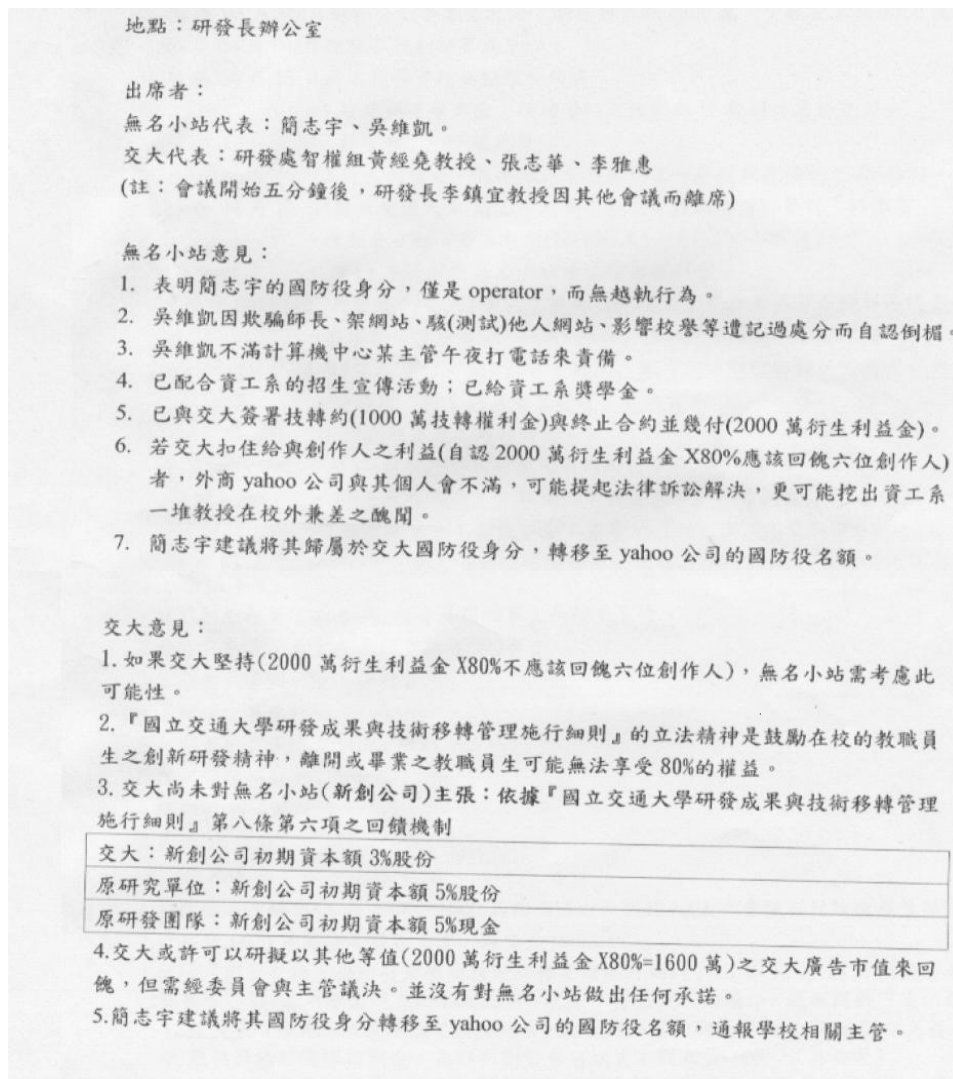 地點：研發長辦公室
出席者：
無名小站代表：簡志宇、吳維凱。
交大代表：研發處智權組黃經堯教授、張志華、李雅惠
(註：會議開始五分鐘後，研發長李鎮宜教授因其他會議而離席)
無名小站意見：
1. 表明簡志宇的國防役身分，僅是 operator，而無越軌行為。
2. 吳維凱因欺騙師長、架網站、駭(測試)他人網站、影響校譽等遭記過處分而自認倒楣。
3. 吳維凱不滿計算機中心某主管午夜打電話來責備。
4. 已配合資工系的招生宣傳活動；已給資工系獎學金。
5. 已與交大簽署技轉約(1000 萬技轉權利金)與終止合約並幾付(2000 萬衍生利益金)。
6. 若交大扣住給與創作人之利益(自認 2000 萬衍生利益金 X80%應該回餽六位創作人)
者，外商 yahoo 公司與其個人會不滿，可能提起法律訴訟解決，更可能挖出資工系
一堆教授在校外兼差之醜聞。
7. 簡志宇建議將其歸屬於交大國防役身分，轉移至 yahoo 公司的國防役名額。
交大意見：
1. 如果交大堅持(2000 萬衍生利益金 X80%不應該回餽六位創作人)，無名小站需考慮此
可能性。
2.『國立交通大學研發成果與技術移轉管理施行細則』的立法精神是鼓勵在校的教職員
生之創新研發精神，離開或畢業之教職員生可能無法享受 80%的權益。
3. 交大尚未對無名小站(新創公司)主張：依據『國立交通大學研發成果與技術移轉管理
施行細則』第八條第六項之回饋機制
交大：新創公司初期資本額 3%股份
原研究單位：新創公司初期資本額 5%股份
原研發團隊：新創公司初期資本額 5%現金
4.交大或許可以研擬以其他等值(2000 萬衍生利益金 X80%=1600 萬)之交大廣告市值來回
餽，但需經委員會與主管議決。並沒有對無名小站做出任何承諾。
5.簡志宇建議將其國防役身分轉移至 yahoo 公司的國防役名額，通報學校相關主管。